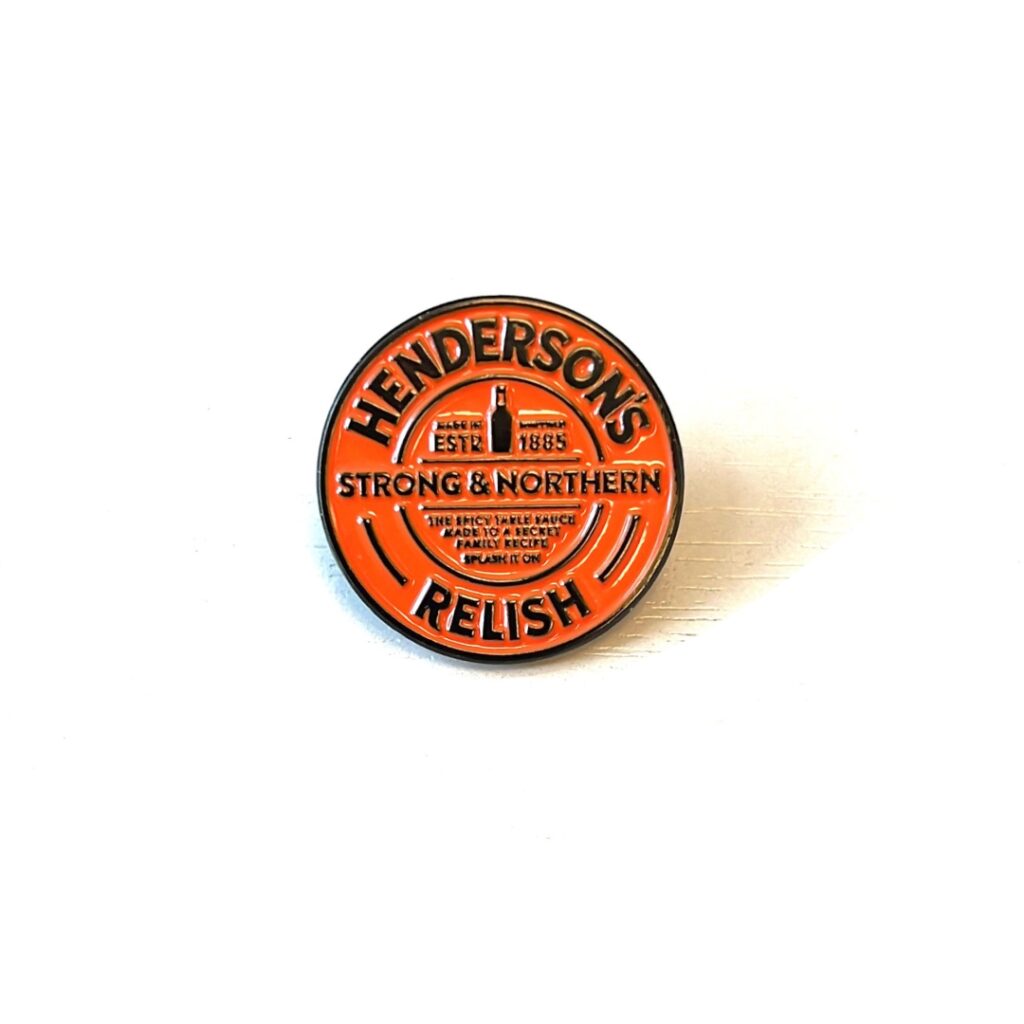 HENDERSON'S
MADE IN SHEFFIELD
ESTD 1885
STRONG & NORTHERN
THE SPICY TABLE SAUCE
MADE TO A SECRET
FAMILY RECIPE
SPLASH IT ON
RELISH